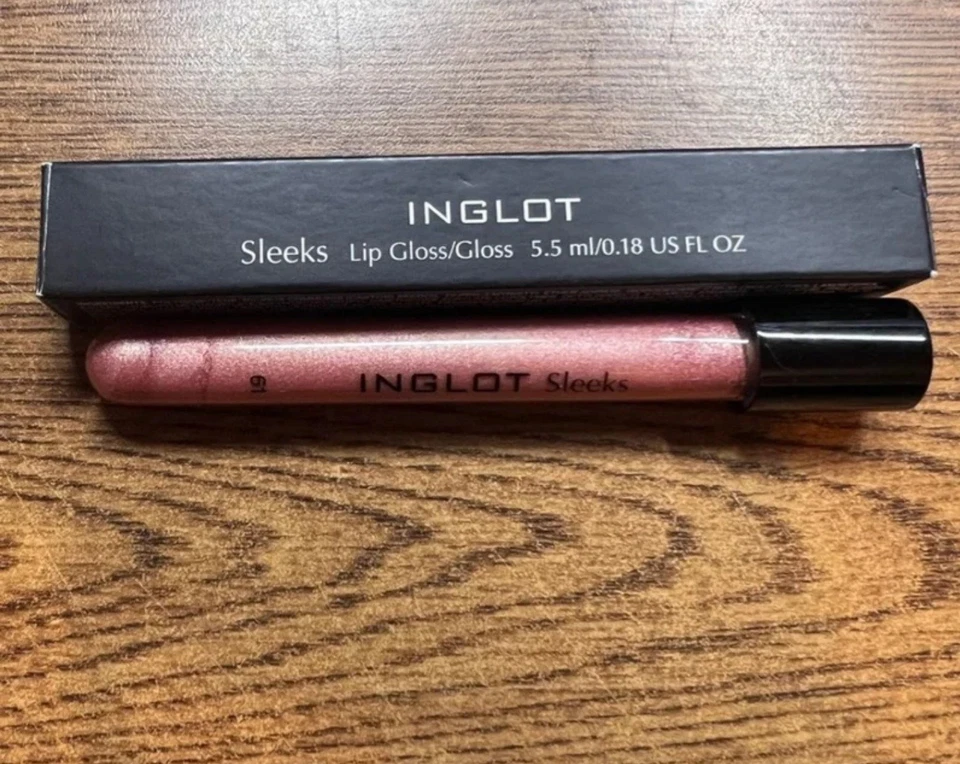 INGLOT
Sleeks Lip Gloss/Gloss 5.5 ml/0.18 US FL OZ
61
INGLOT Sleeks